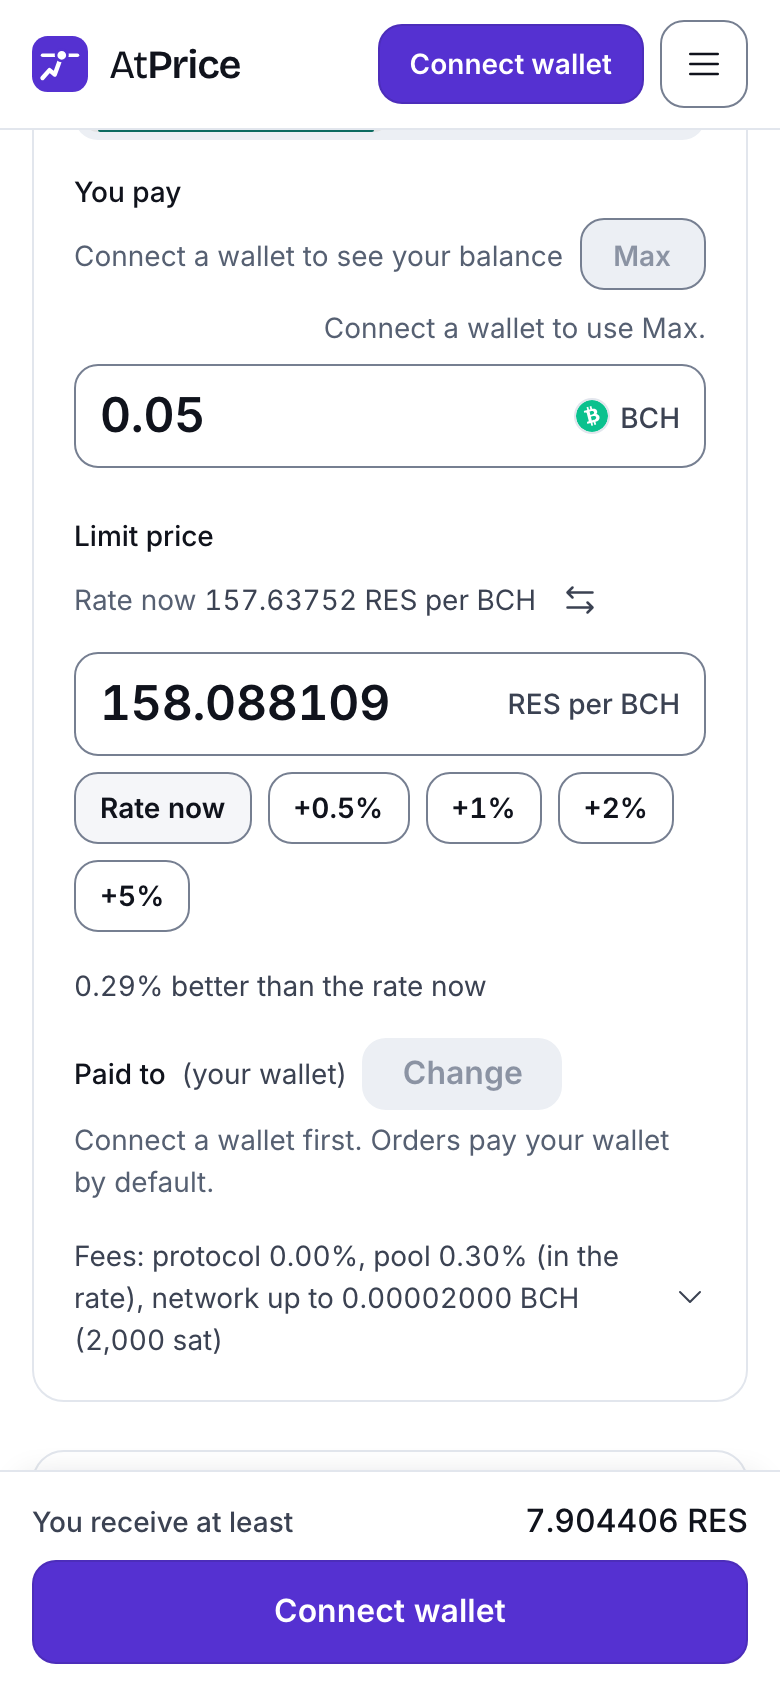 AtPrice
Connect wallet
You pay
Connect a wallet to see your balance
Max
Connect a wallet to use Max.
0.05
BCH
Limit price
Rate now 157.63752 RES per BCH
158.088109
RES per BCH
Rate now
+0.5%
+1%
+2%
+5%
0.29% better than the rate now
Paid to (your wallet)
Change
Connect a wallet first. Orders pay your wallet
by default.
Fees: protocol 0.00%, pool 0.30% (in the
rate), network up to 0.00002000 BCH
(2,000 sat)
You receive at least
7.904406 RES
Connect wallet